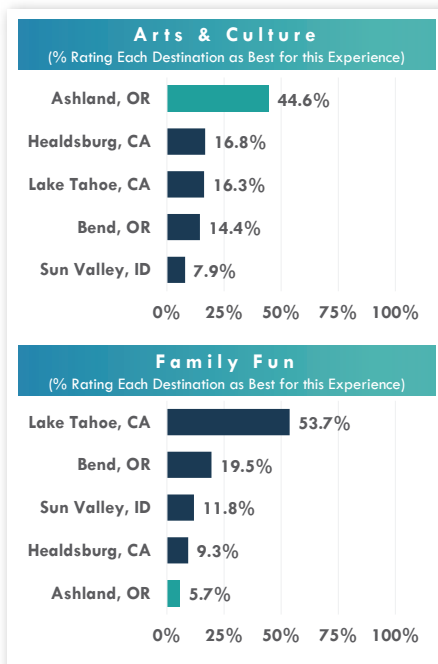 Arts & Culture
(% Rating Each Destination as Best for this Experience)
Ashland, OR 44.6%
Healdsburg, CA 16.8%
Lake Tahoe, CA 16.3%
Bend, OR 14.4%
Sun Valley, ID 7.9%
0% 25% 50% 75% 100%
Family Fun
(% Rating Each Destination as Best for this Experience)
Lake Tahoe, CA 53.7%
Bend, OR 19.5%
Sun Valley, ID 11.8%
Healdsburg, CA 9.3%
Ashland, OR 5.7%
0% 25% 50% 75% 100%